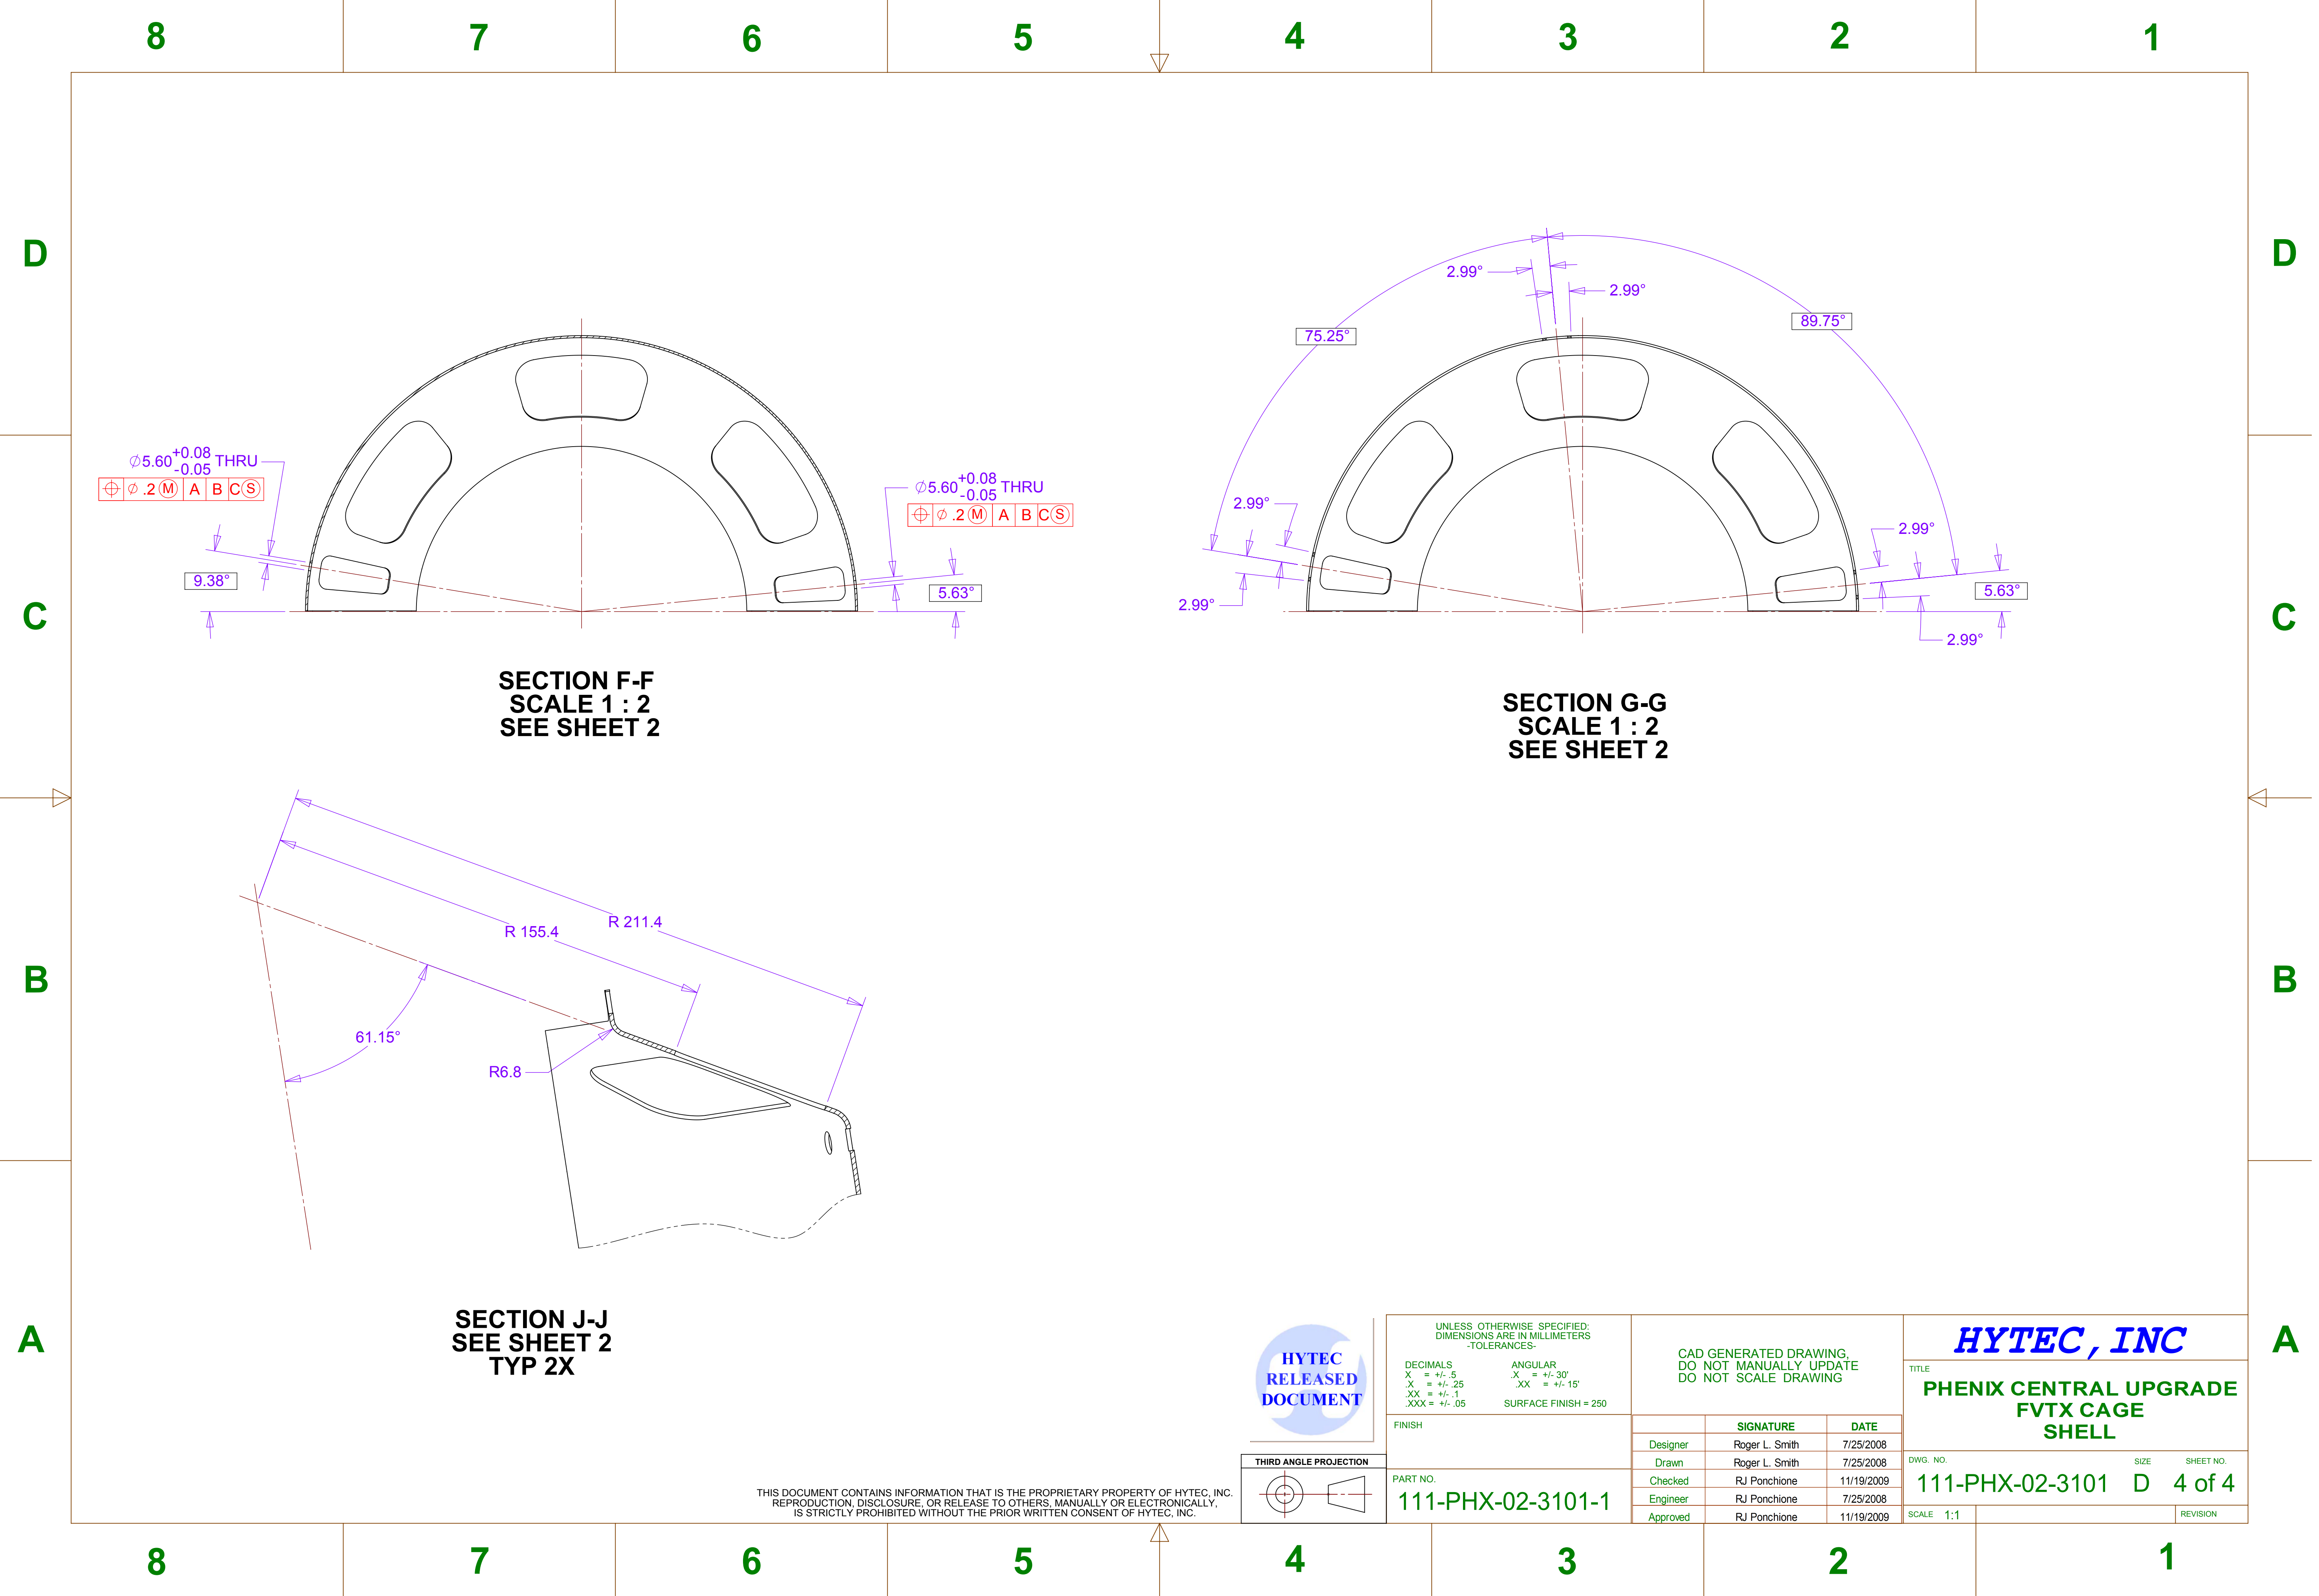 8 7 6 5 4 3 2 1
D D
2.99°
2.99°
75.25°
89.75°
⌀5.60 +0.08 -0.05 THRU
⌖ ⌀ .2 Ⓜ A B C Ⓢ
9.38°
⌀5.60 +0.08 -0.05 THRU
⌖ ⌀ .2 Ⓜ A B C Ⓢ
5.63°
2.99°
2.99°
2.99°
5.63°
2.99°
C C
SECTION F-F
SCALE 1 : 2
SEE SHEET 2
SECTION G-G
SCALE 1 : 2
SEE SHEET 2
R 211.4
R 155.4
61.15°
R6.8
B B
SECTION J-J
SEE SHEET 2
TYP 2X
A A
HYTEC
RELEASED
DOCUMENT
THIRD ANGLE PROJECTION
THIS DOCUMENT CONTAINS INFORMATION THAT IS THE PROPRIETARY PROPERTY OF HYTEC, INC.
REPRODUCTION, DISCLOSURE, OR RELEASE TO OTHERS, MANUALLY OR ELECTRONICALLY,
IS STRICTLY PROHIBITED WITHOUT THE PRIOR WRITTEN CONSENT OF HYTEC, INC.
UNLESS OTHERWISE SPECIFIED:
DIMENSIONS ARE IN MILLIMETERS
-TOLERANCES-
DECIMALS ANGULAR
X = +/- .5 .X = +/- 30'
.X = +/- .25 .XX = +/- 15'
.XX = +/- .1
.XXX = +/- .05 SURFACE FINISH = 250
FINISH
PART NO.
111-PHX-02-3101-1
CAD GENERATED DRAWING,
DO NOT MANUALLY UPDATE
DO NOT SCALE DRAWING
SIGNATURE DATE
Designer Roger L. Smith 7/25/2008
Drawn Roger L. Smith 7/25/2008
Checked RJ Ponchione 11/19/2009
Engineer RJ Ponchione 7/25/2008
Approved RJ Ponchione 11/19/2009
HYTEC, INC
TITLE
PHENIX CENTRAL UPGRADE
FVTX CAGE
SHELL
DWG. NO. SIZE SHEET NO.
111-PHX-02-3101 D 4 of 4
SCALE 1:1 REVISION
8 7 6 5 4 3 2 1